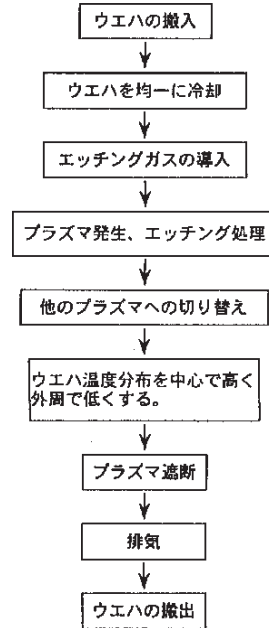 ウエハの搬入
ウエハを均一に冷却
エッチングガスの導入
プラズマ発生、エッチング処理
他のプラズマへの切り替え
ウエハ温度分布を中心で高く
外周で低くする。
プラズマ遮断
排気
ウエハの搬出